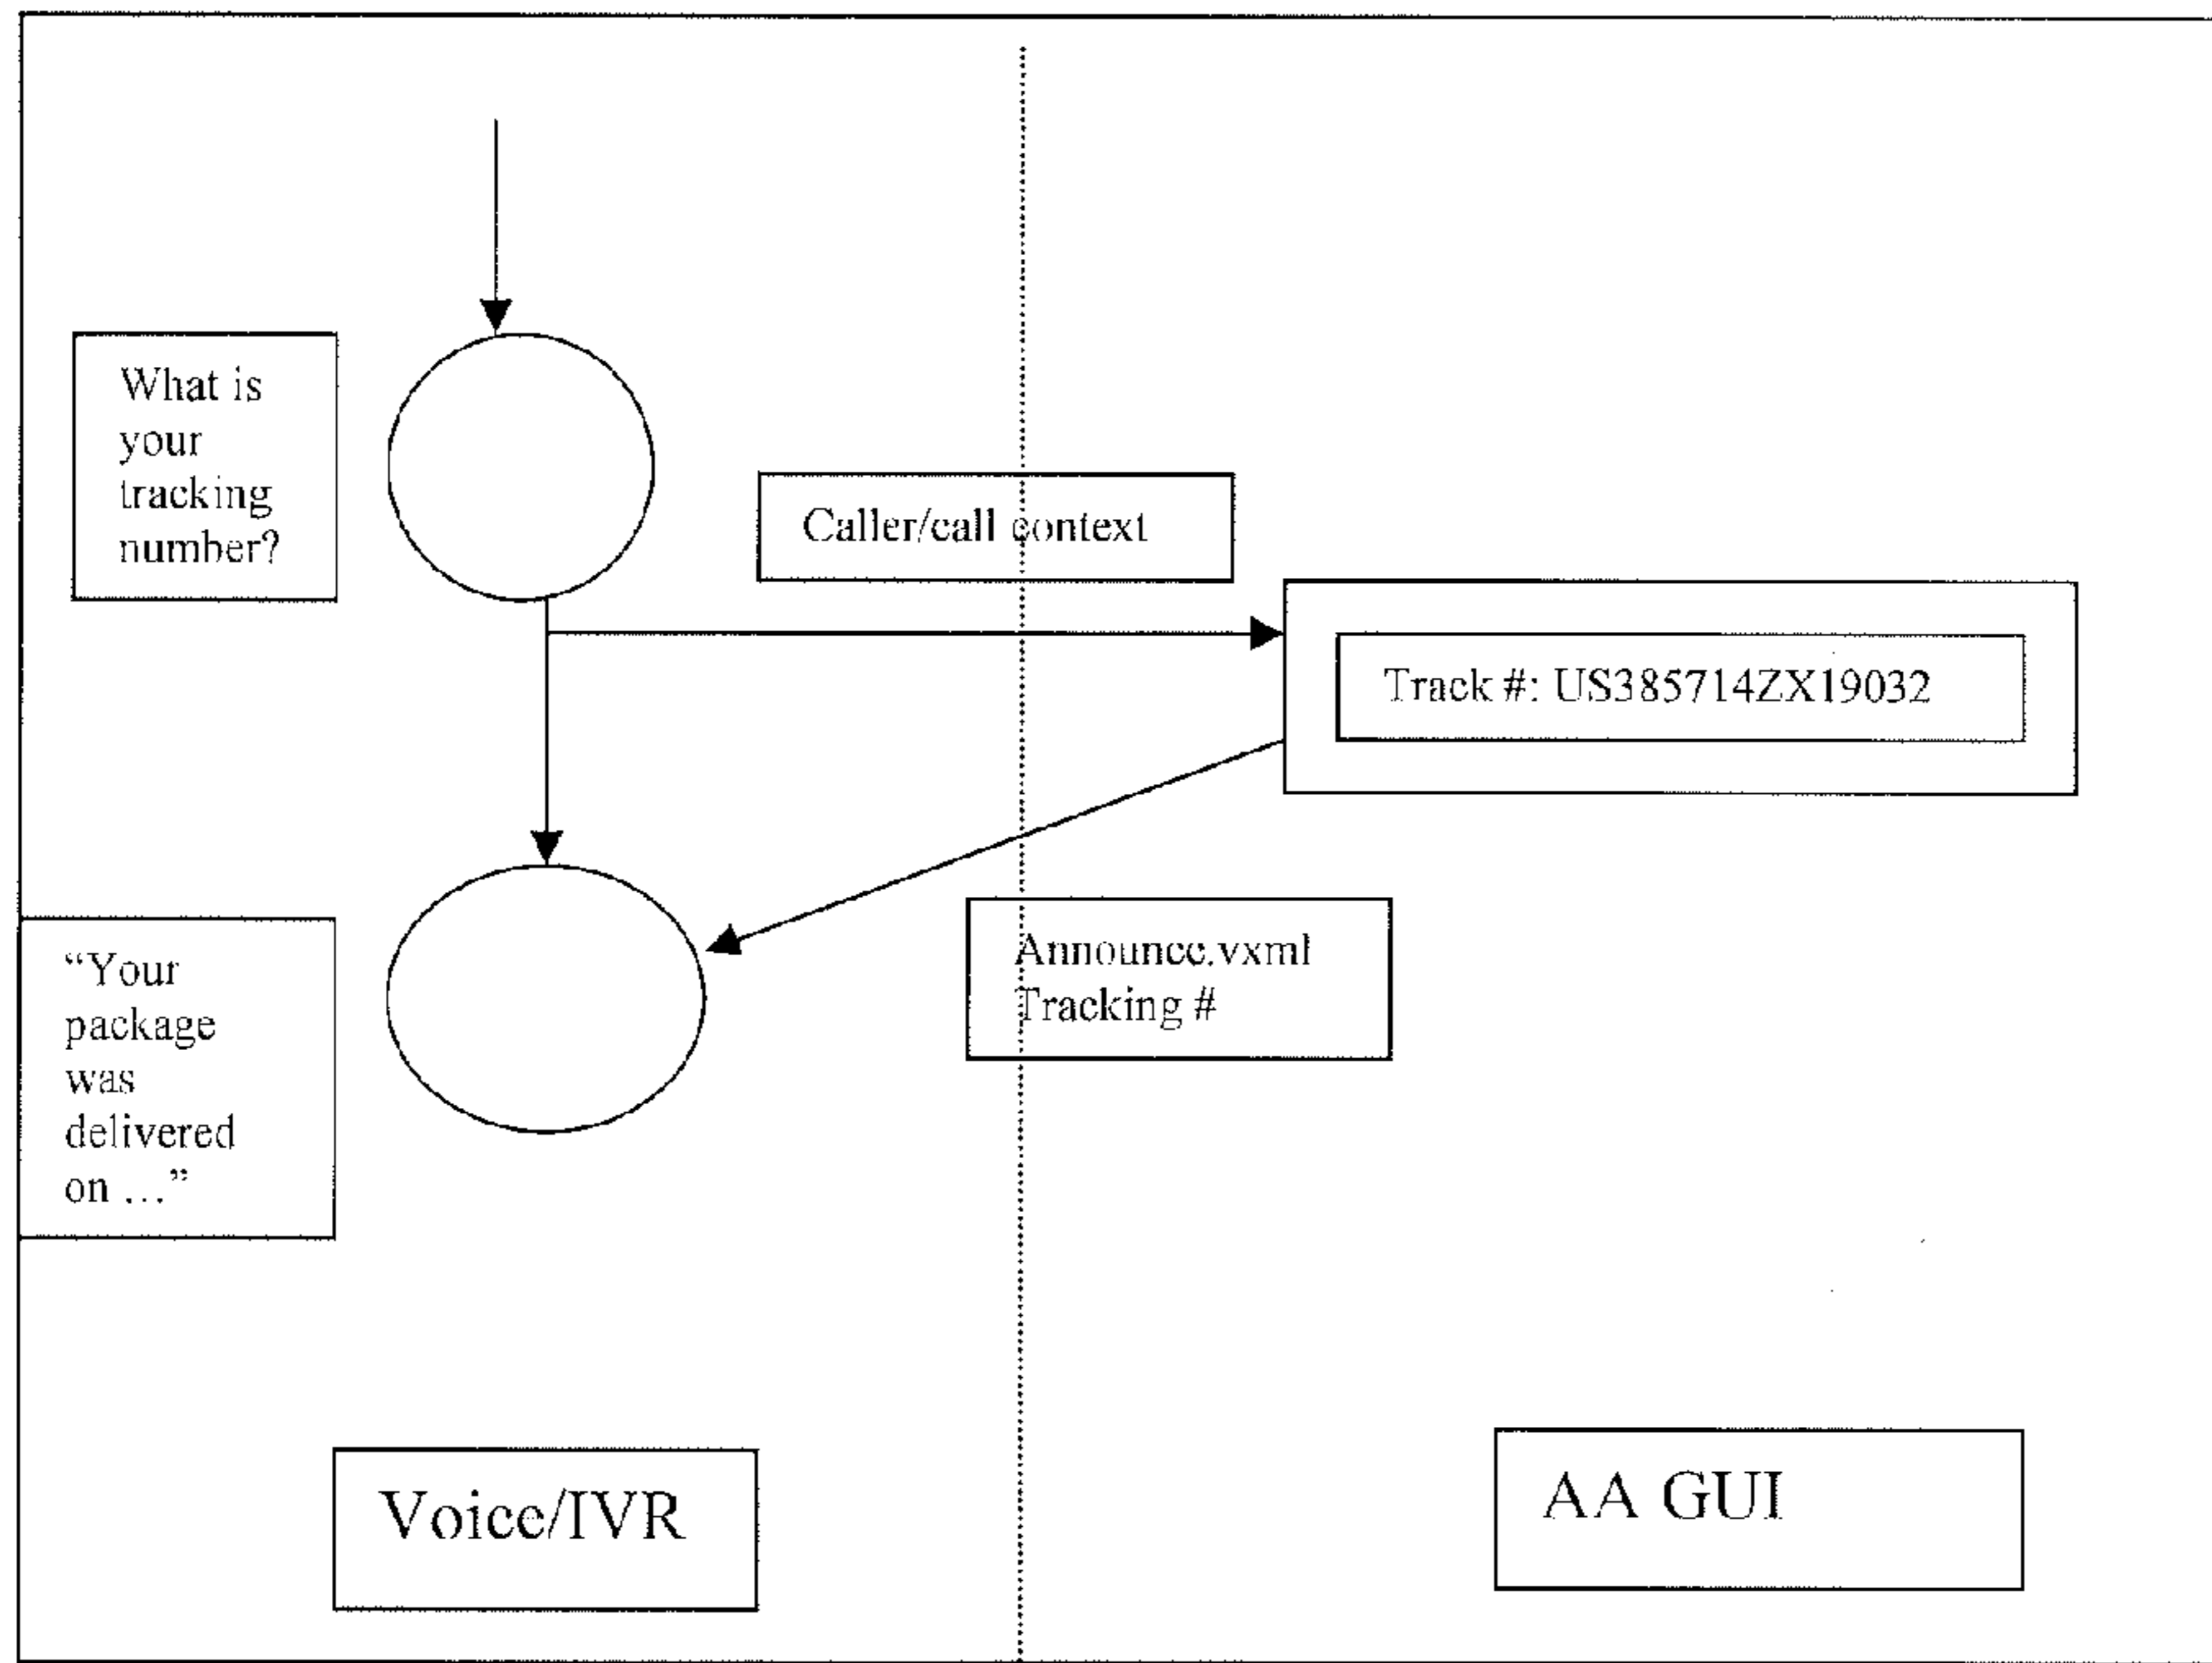 What is
your
tracking
number?
Caller/call context
Track #: US385714ZX19032
Announce.vxml
Tracking #
“Your
package
was
delivered
on …”
Voice/IVR
AA GUI